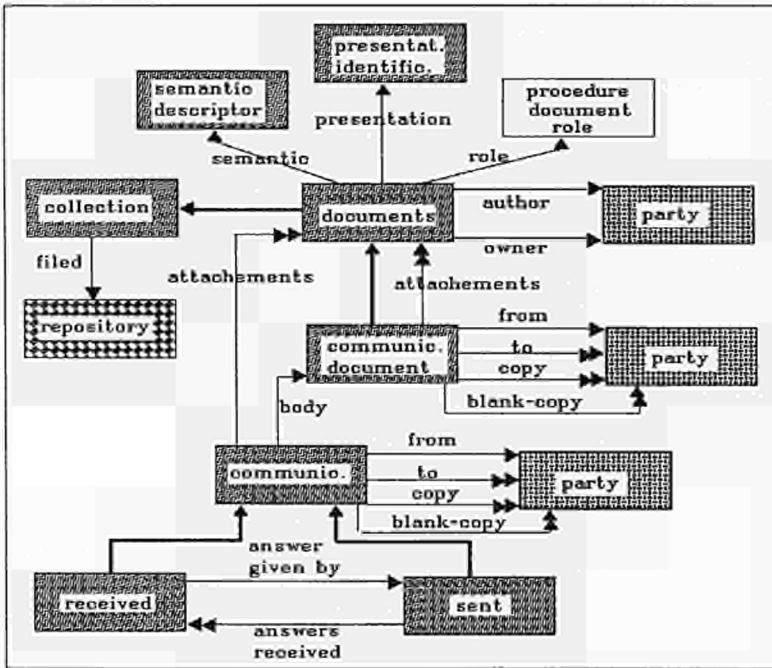 presentat.
identific.
semantic
descriptor
procedure
document
role
presentation
semantic
role
collection
documents
author
party
owner
filed
attachements
attachements
repository
from
communic.
document
to
party
copy
body
blank-copy
from
communic.
to
party
copy
blank-copy
answer
given by
received
sent
answers
received